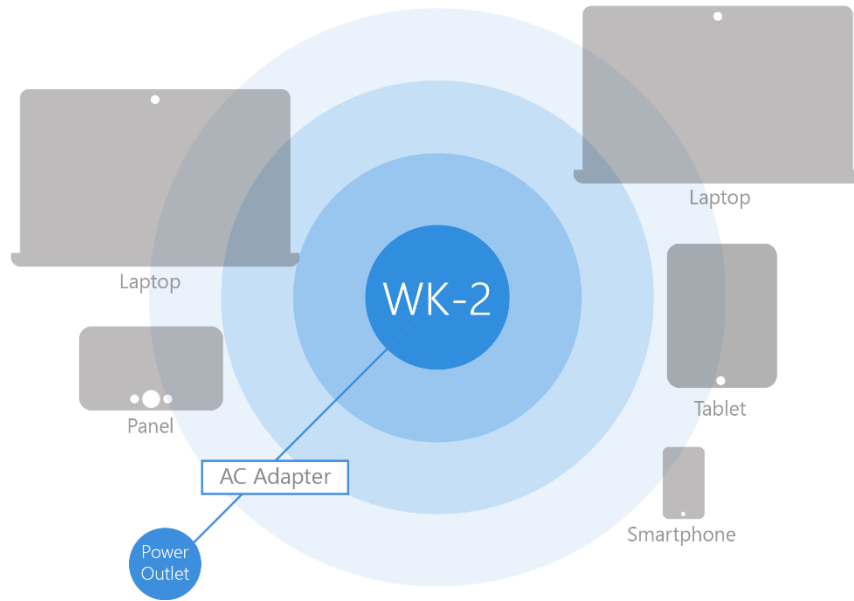 Laptop
Laptop
WK-2
Panel
Tablet
AC Adapter
Smartphone
Power
Outlet